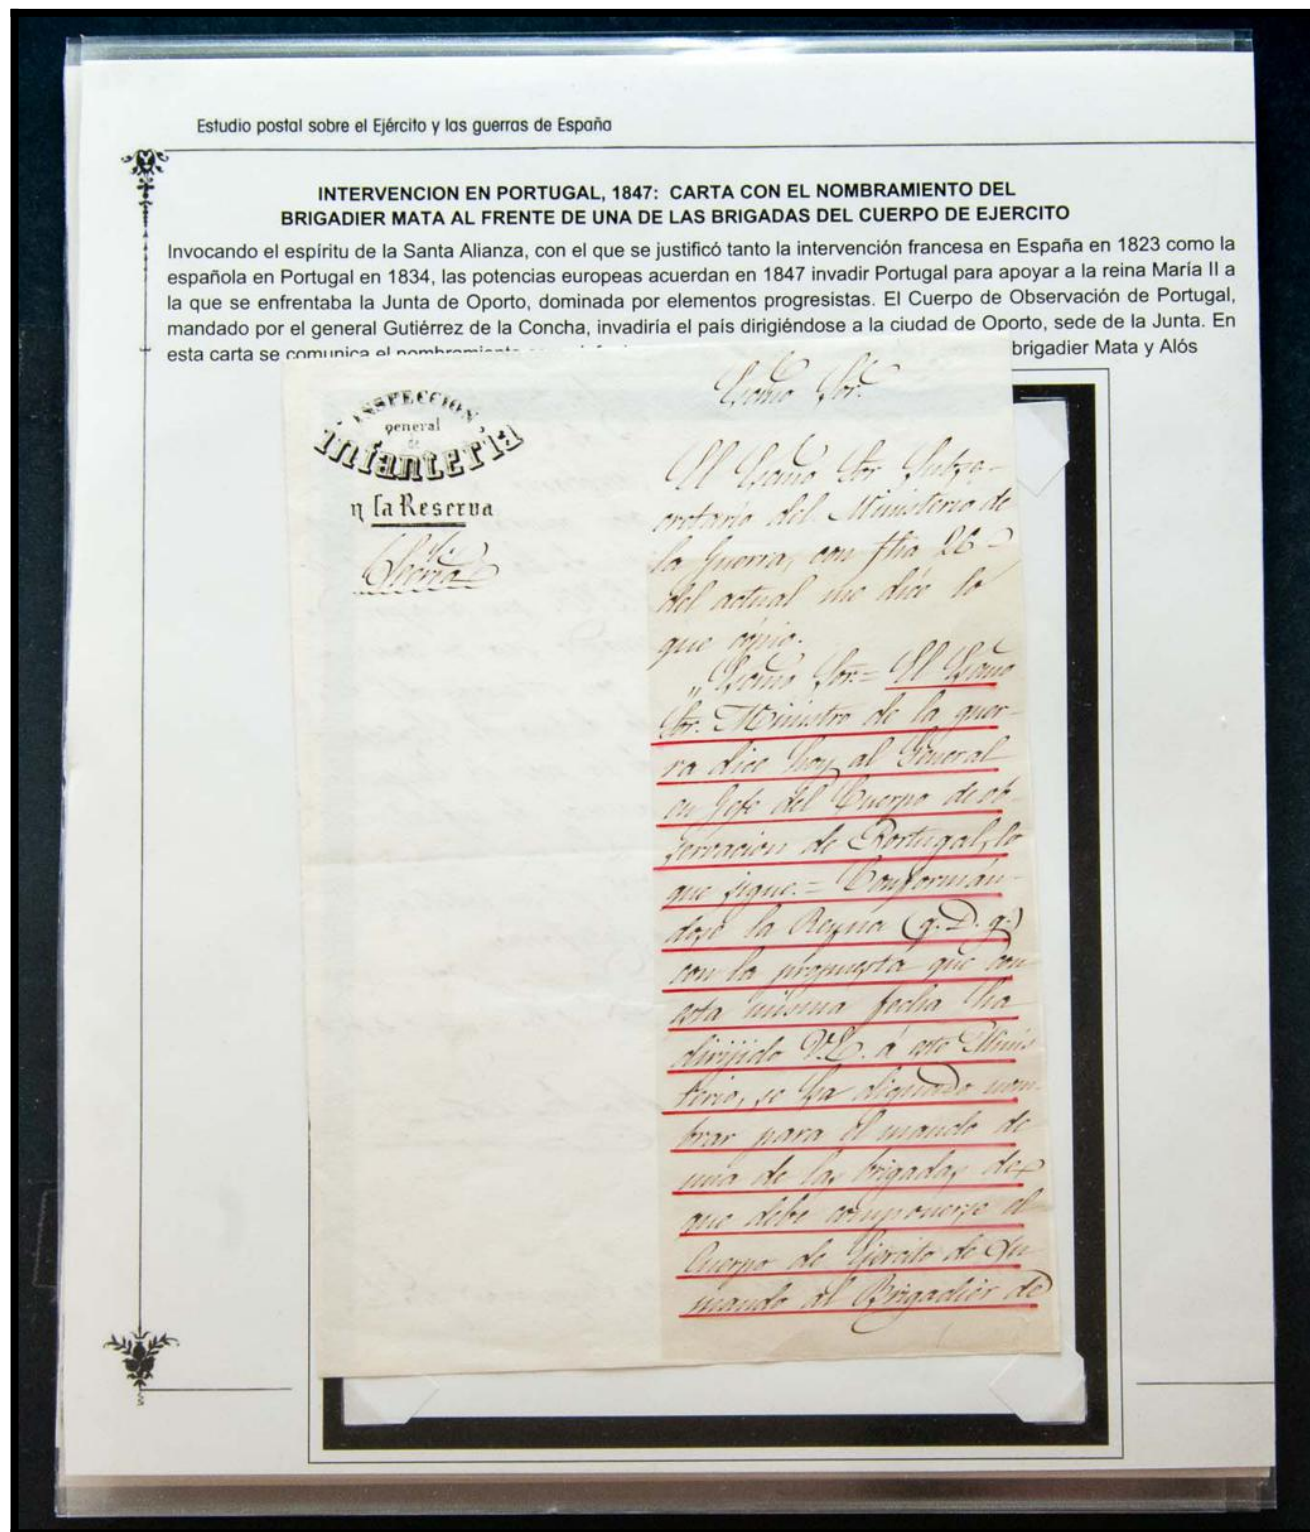 Estudio postal sobre el Ejército y las guerras de España
INTERVENCION EN PORTUGAL, 1847: CARTA CON EL NOMBRAMIENTO DEL
BRIGADIER MATA AL FRENTE DE UNA DE LAS BRIGADAS DEL CUERPO DE EJERCITO
Invocando el espíritu de la Santa Alianza, con el que se justificó tanto la intervención francesa en España en 1823 como la
española en Portugal en 1834, las potencias europeas acuerdan en 1847 invadir Portugal para apoyar a la reina María II a
la que se enfrentaba la Junta de Oporto, dominada por elementos progresistas. El Cuerpo de Observación de Portugal,
mandado por el general Gutiérrez de la Concha, invadiría el país dirigiéndose a la ciudad de Oporto, sede de la Junta. En
esta carta se comunica el nombramiento brigadier Mata y Alós
INSPECCION
general
de
infantería
y la Reserva
Secría
Exmo Sor.
El Exmo Sor Subse-
cretario del Ministerio de
la Guerra, con fha 26
del actual me dice lo
que cópio.
"Exmo Sor.= El Exmo
Sor. Ministro de la guer-
ra dice hoy al General
en Gefe del Cuerpo de ob-
servacion de Portugal, lo
que sigue.= Conformán-
dose la Reyna (q. D. g.)
con la propuesta que con
esta misma fecha ha
dirijido V.E. á este Minis-
terio, se ha dignado nom-
brar para el mando de
una de las brigadas de
que debe componerse el
Cuerpo de Ejercito de su
mando al Brigadier de